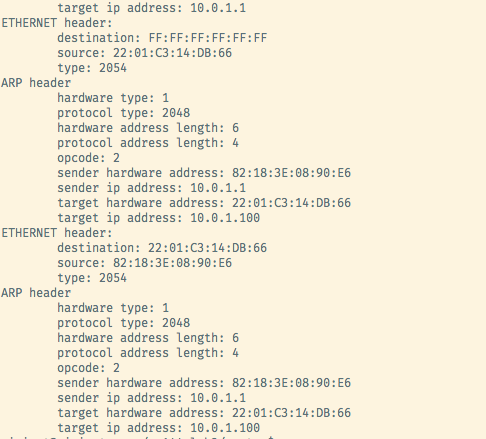 target ip address: 10.0.1.1
ETHERNET header:
destination: FF:FF:FF:FF:FF:FF
source: 22:01:C3:14:DB:66
type: 2054
ARP header
hardware type: 1
protocol type: 2048
hardware address length: 6
protocol address length: 4
opcode: 2
sender hardware address: 82:18:3E:08:90:E6
sender ip address: 10.0.1.1
target hardware address: 22:01:C3:14:DB:66
target ip address: 10.0.1.100
ETHERNET header:
destination: 22:01:C3:14:DB:66
source: 82:18:3E:08:90:E6
type: 2054
ARP header
hardware type: 1
protocol type: 2048
hardware address length: 6
protocol address length: 4
opcode: 2
sender hardware address: 82:18:3E:08:90:E6
sender ip address: 10.0.1.1
target hardware address: 22:01:C3:14:DB:66
target ip address: 10.0.1.100